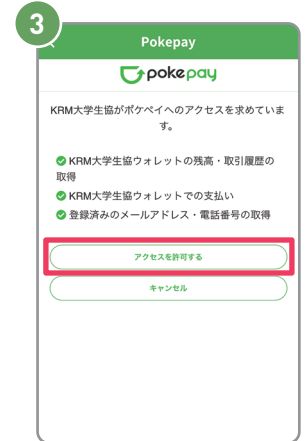 3
Pokepay
pokepay
KRM大学生協がポケペイへのアクセスを求めていま
す。
KRM大学生協ウォレットの残高・取引履歴の
取得
KRM大学生協ウォレットでの支払い
登録済みのメールアドレス・電話番号の取得
アクセスを許可する
キャンセル